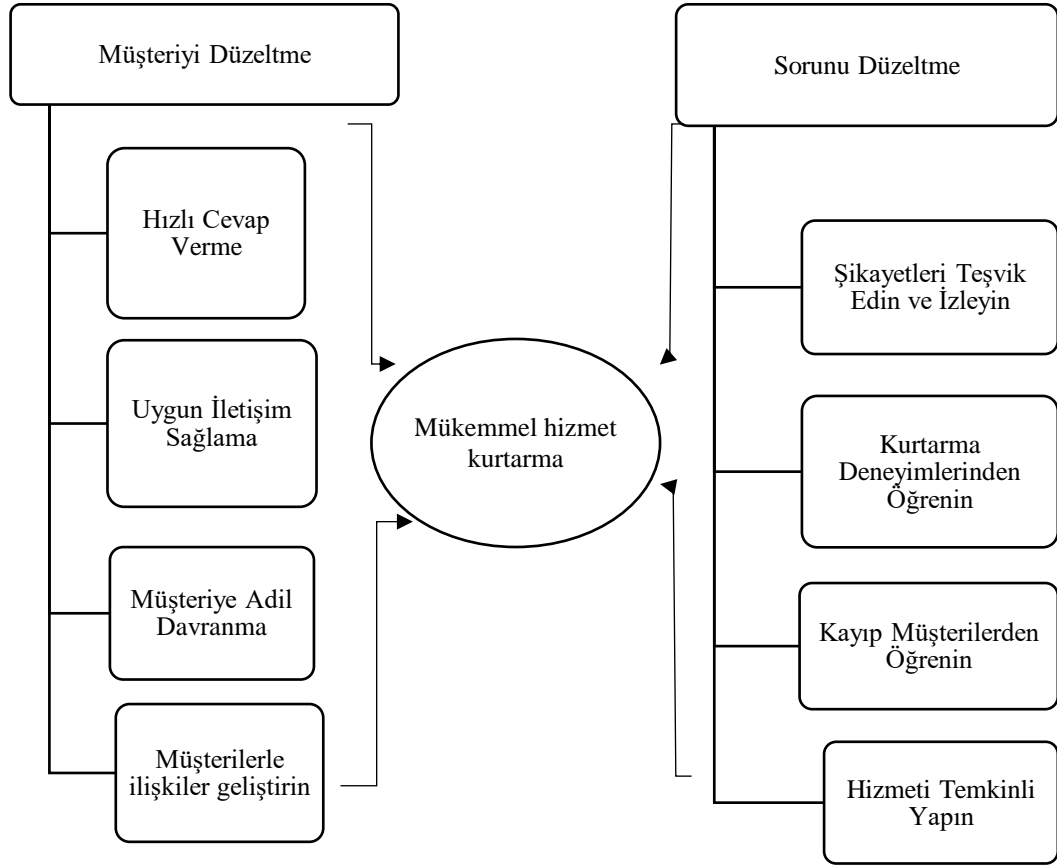 Müşteriyi Düzeltme
Hızlı Cevap
Verme
Uygun İletişim
Sağlama
Müşteriye Adil
Davranma
Müşterilerle
ilişkiler geliştirin
Mükemmel hizmet
kurtarma
Sorunu Düzeltme
Şikayetleri Teşvik
Edin ve İzleyin
Kurtarma
Deneyimlerinden
Öğrenin
Kayıp Müşterilerden
Öğrenin
Hizmeti Temkinli
Yapın